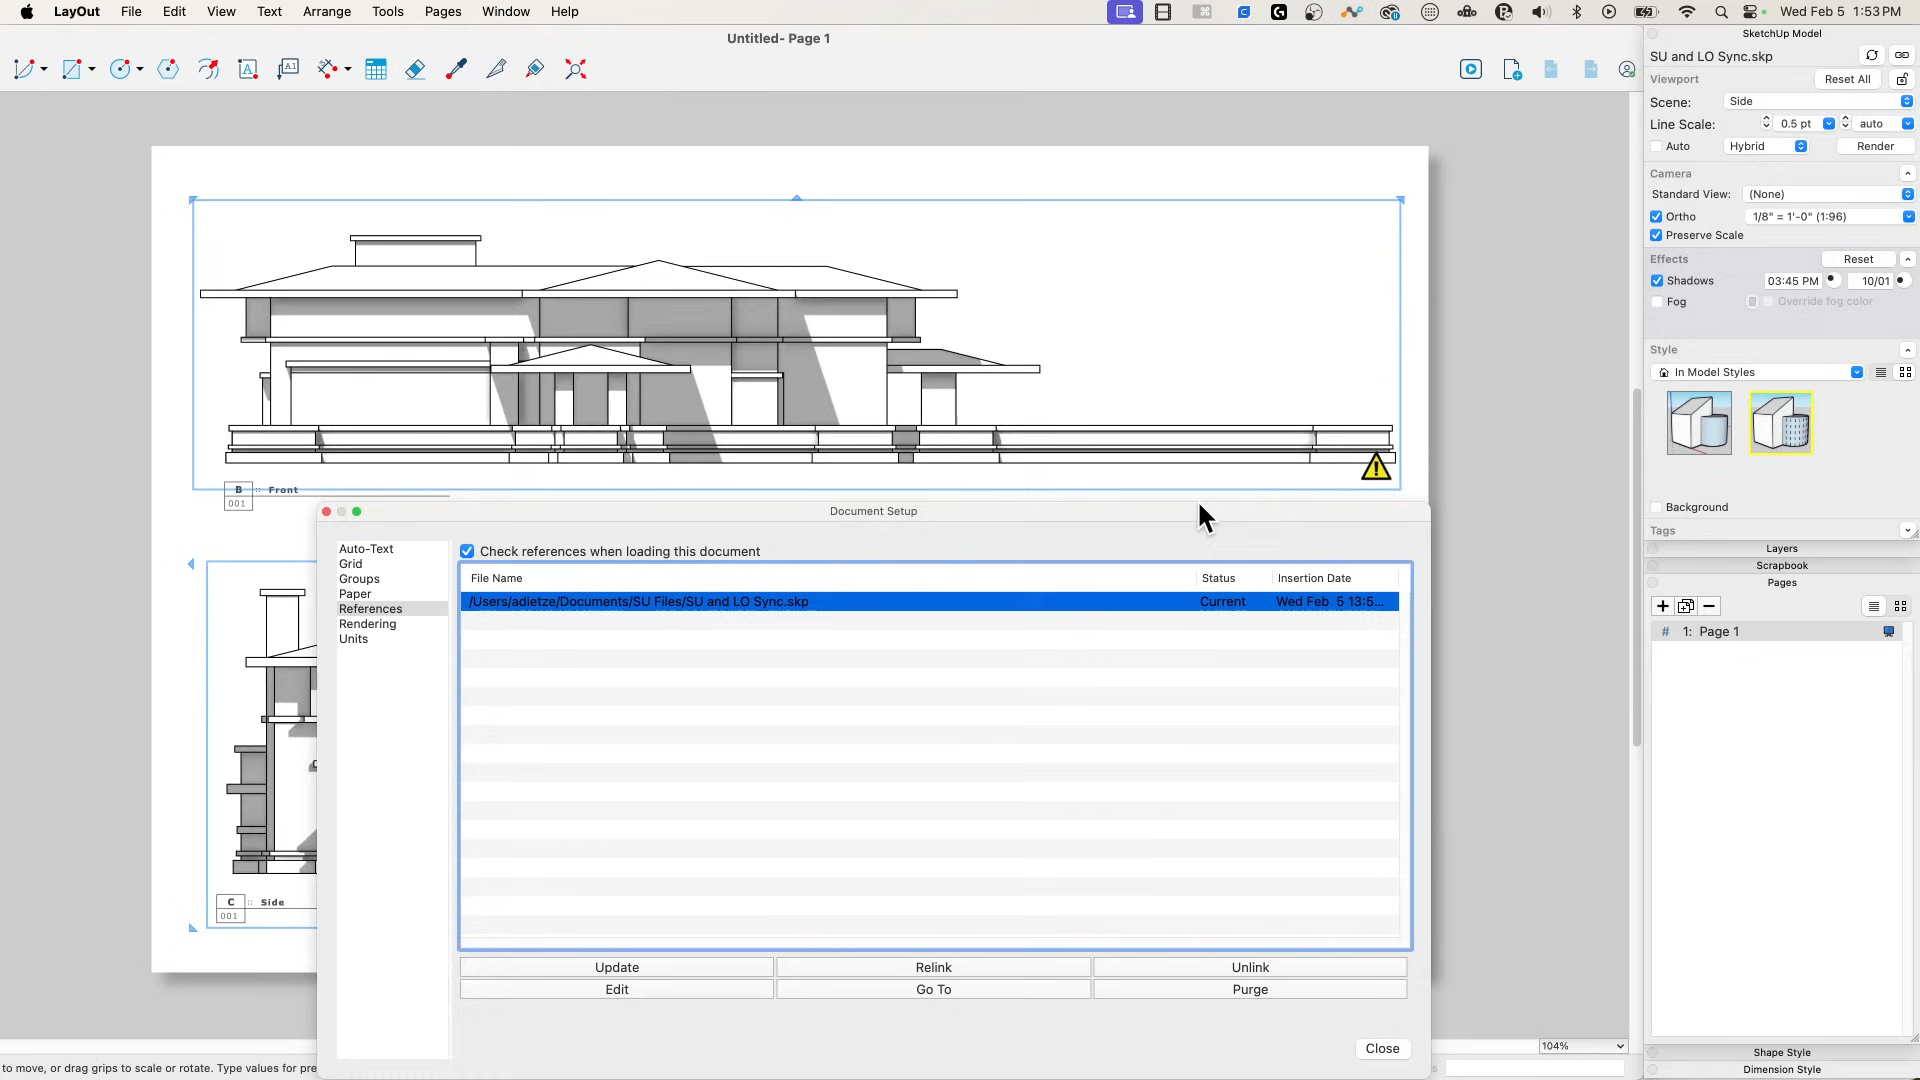 LayOut File Edit View Text Arrange Tools Pages Window Help Wed Feb 5 1:53 PM
Untitled- Page 1
SketchUp Model
SU and LO Sync.skp
Viewport Reset All
Scene: Side
Line Scale: 0.5 pt auto
Auto Hybrid Render
Camera
Standard View: (None)
Ortho 1/8" = 1'-0" (1:96)
Preserve Scale
Effects Reset
Shadows 03:45 PM 10/01
Fog Override fog color
Style
In Model Styles
Background
Tags
Layers
Scrapbook
Pages
# 1: Page 1
Shape Style
Dimension Style
B :: Front
001
C :: Side
001
Document Setup
Auto-Text
Grid
Groups
Paper
References
Rendering
Units
Check references when loading this document
File Name Status Insertion Date
/Users/adietze/Documents/SU Files/SU and LO Sync.skp Current Wed Feb 5 13:5...
Update Relink Unlink
Edit Go To Purge
Close
104%
to move, or drag grips to scale or rotate. Type values for pre